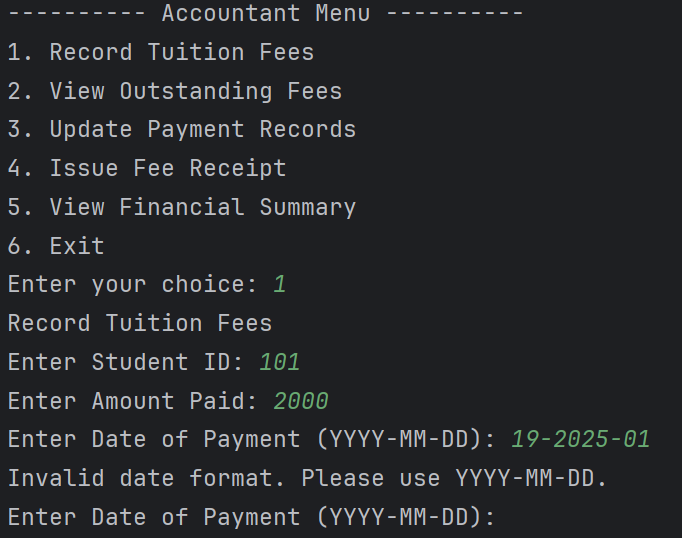 ---------- Accountant Menu ----------
1. Record Tuition Fees
2. View Outstanding Fees
3. Update Payment Records
4. Issue Fee Receipt
5. View Financial Summary
6. Exit
Enter your choice: 1
Record Tuition Fees
Enter Student ID: 101
Enter Amount Paid: 2000
Enter Date of Payment (YYYY-MM-DD): 19-2025-01
Invalid date format. Please use YYYY-MM-DD.
Enter Date of Payment (YYYY-MM-DD):